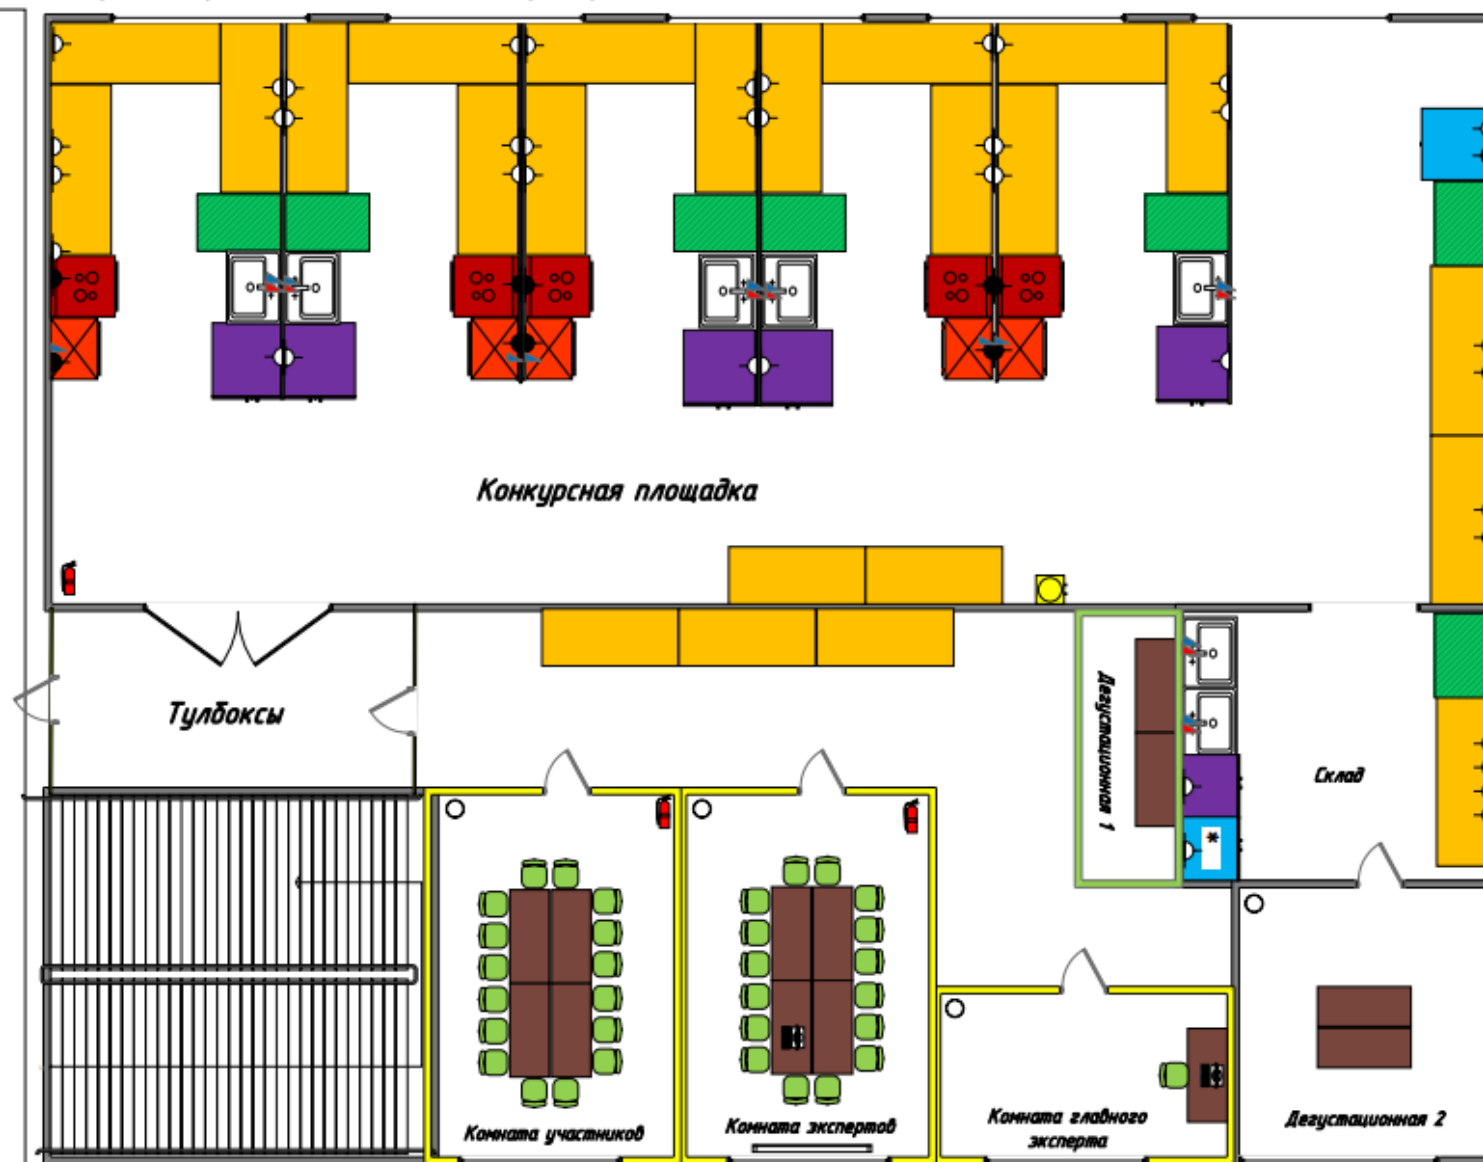 Конкурсная площадка
Тулбоксы
Дегустационная 1
Склад
Комната участников
Комната экспертов
Комната главного
эксперта
Дегустационная 2